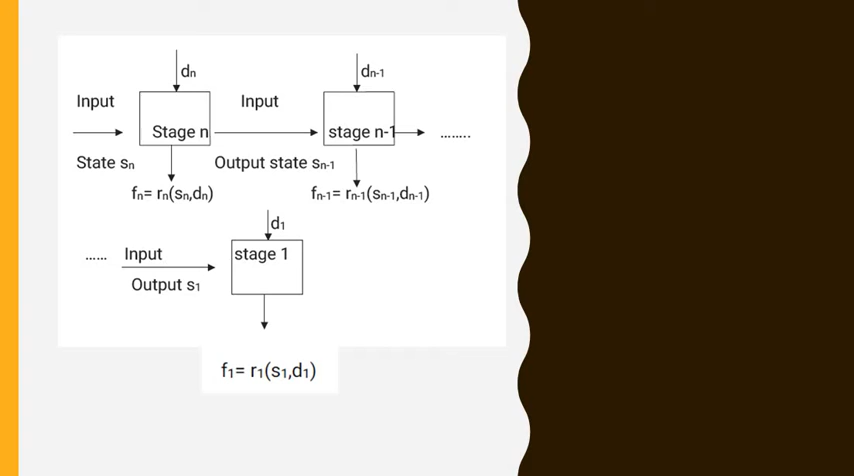 dn dn-1
Input Input
Stage n stage n-1 ........
State sn Output state sn-1
fn= rn(sn,dn) fn-1= rn-1(sn-1,dn-1)
d1
...... Input stage 1
Output s1
f1= r1(s1,d1)